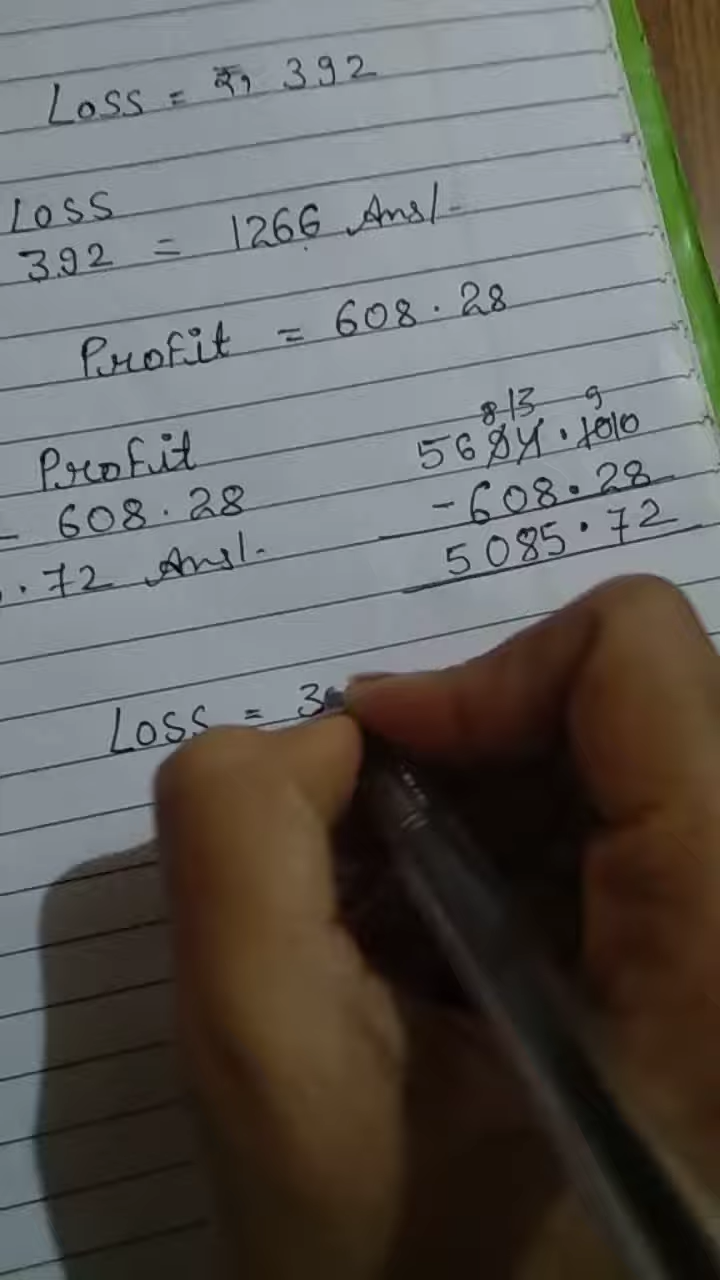 Loss = रु 392
Loss
392 = 1266 Ans/-
Profit = 608.28
8 13 9
Profit 5694.1010
- 608.28 - 608.28
.72 Ans/. 5085.72
Loss = 3